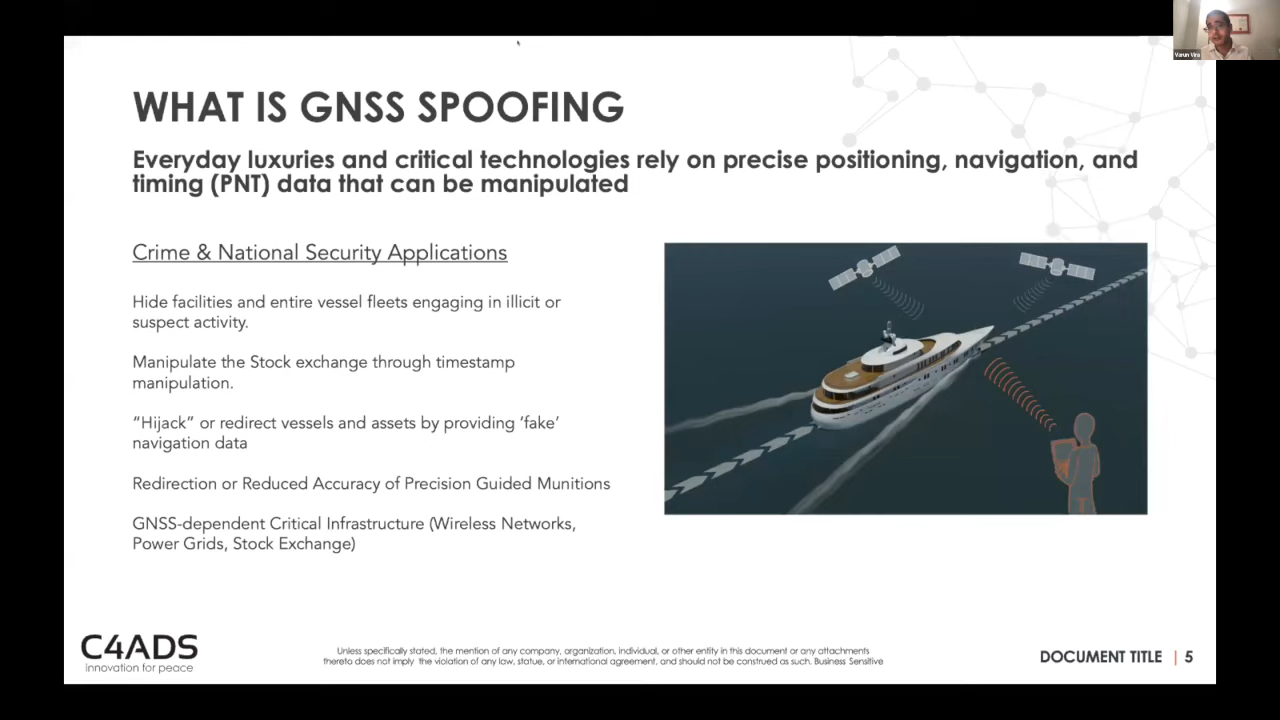 Varun Vira
WHAT IS GNSS SPOOFING
Everyday luxuries and critical technologies rely on precise positioning, navigation, and
timing (PNT) data that can be manipulated
Crime & National Security Applications
Hide facilities and entire vessel fleets engaging in illicit or
suspect activity.
Manipulate the Stock exchange through timestamp
manipulation.
“Hijack” or redirect vessels and assets by providing ‘fake’
navigation data
Redirection or Reduced Accuracy of Precision Guided Munitions
GNSS-dependent Critical Infrastructure (Wireless Networks,
Power Grids, Stock Exchange)
C4ADS
innovation for peace
Unless specifically stated, the mention of any company, organization, individual, or other entity in this document or any attachments
thereto does not imply the violation of any law, statue, or international agreement, and should not be construed as such. Business Sensitive
DOCUMENT TITLE | 5